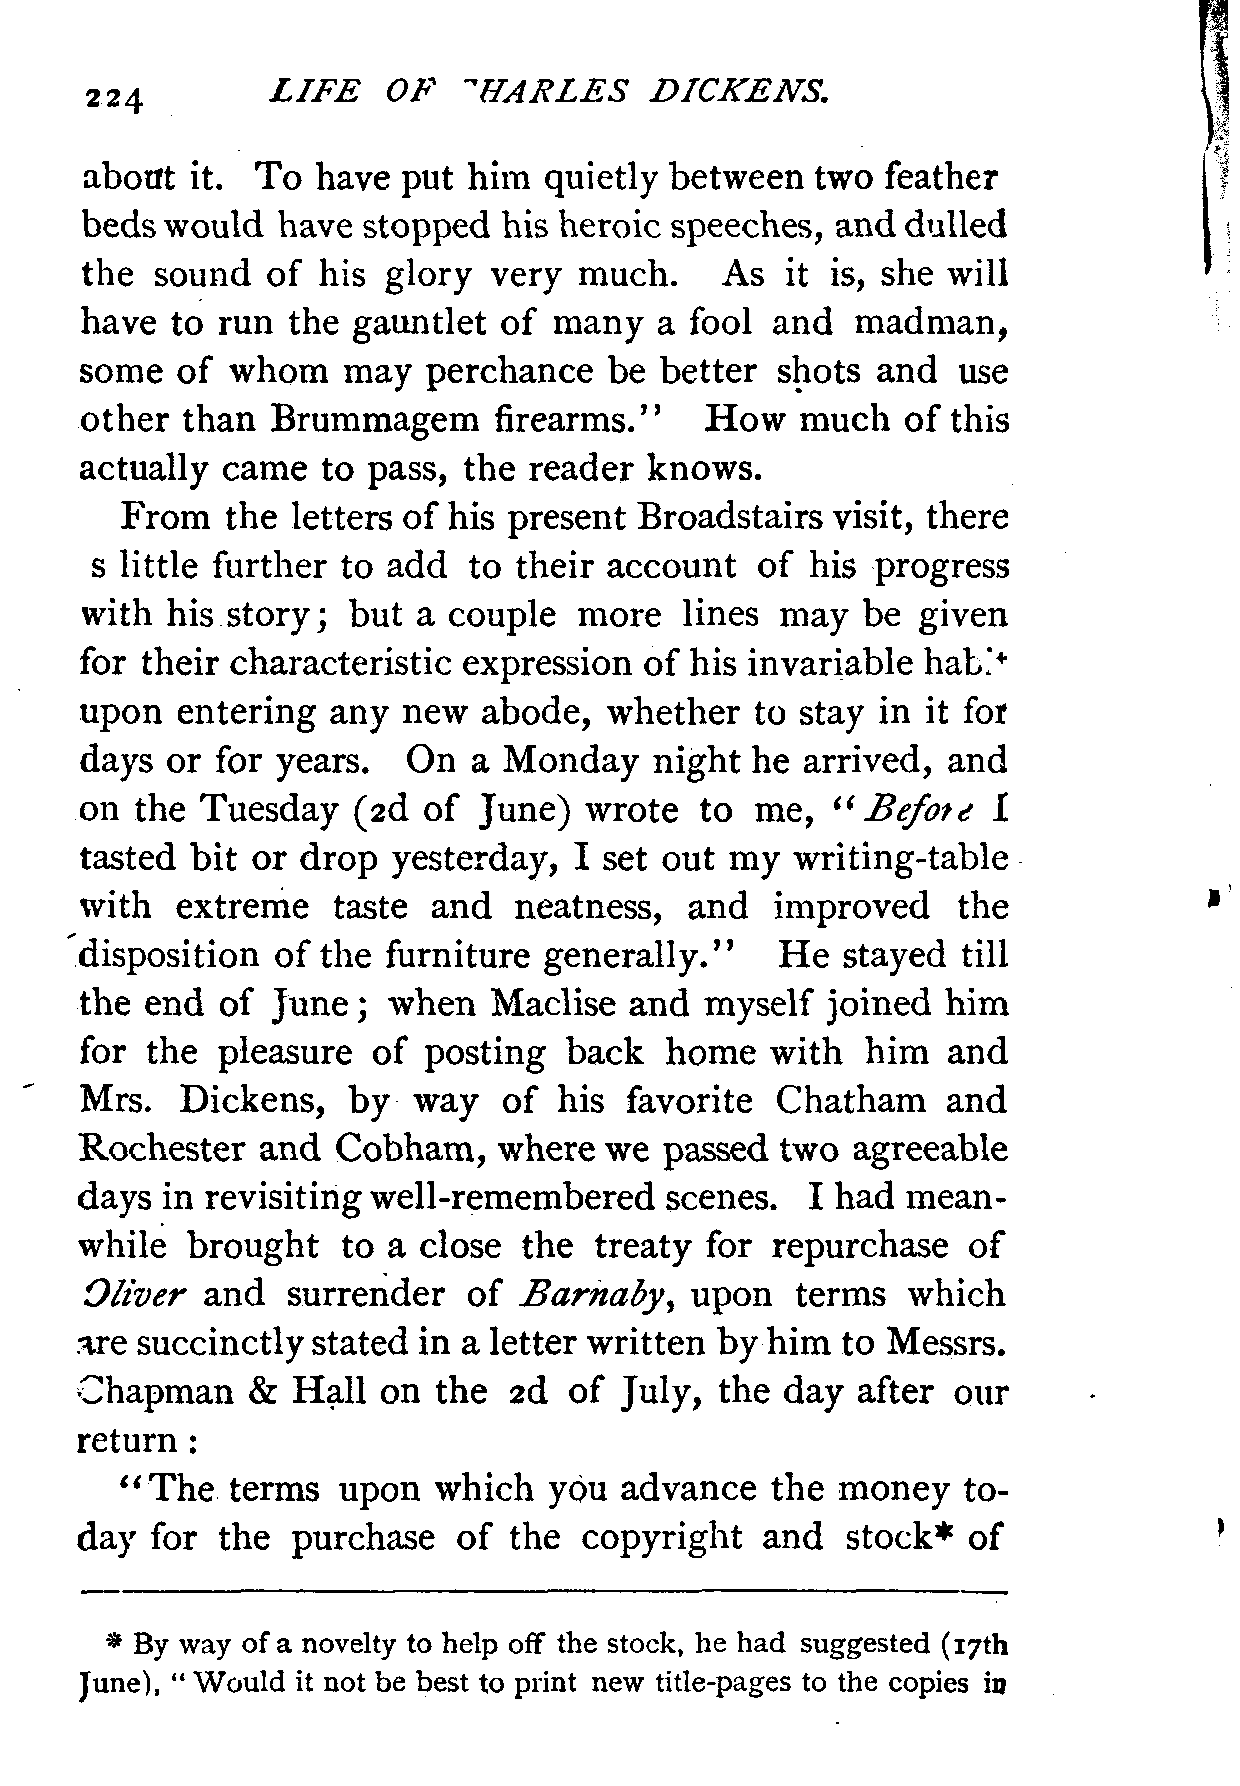 224 LIFE OF CHARLES DICKENS.
about it. To have put him quietly between two feather
beds would have stopped his heroic speeches, and dulled
the sound of his glory very much. As it is, she will
have to run the gauntlet of many a fool and madman,
some of whom may perchance be better shots and use
other than Brummagem firearms.” How much of this
actually came to pass, the reader knows.
From the letters of his present Broadstairs visit, there
s little further to add to their account of his progress
with his story; but a couple more lines may be given
for their characteristic expression of his invariable habit
upon entering any new abode, whether to stay in it for
days or for years. On a Monday night he arrived, and
on the Tuesday (2d of June) wrote to me, “Before I
tasted bit or drop yesterday, I set out my writing-table
with extreme taste and neatness, and improved the
disposition of the furniture generally.” He stayed till
the end of June; when Maclise and myself joined him
for the pleasure of posting back home with him and
Mrs. Dickens, by way of his favorite Chatham and
Rochester and Cobham, where we passed two agreeable
days in revisiting well-remembered scenes. I had mean-
while brought to a close the treaty for repurchase of
Oliver and surrender of Barnaby, upon terms which
are succinctly stated in a letter written by him to Messrs.
Chapman & Hall on the 2d of July, the day after our
return:
“The terms upon which you advance the money to-
day for the purchase of the copyright and stock* of
* By way of a novelty to help off the stock, he had suggested (17th
June), “Would it not be best to print new title-pages to the copies in